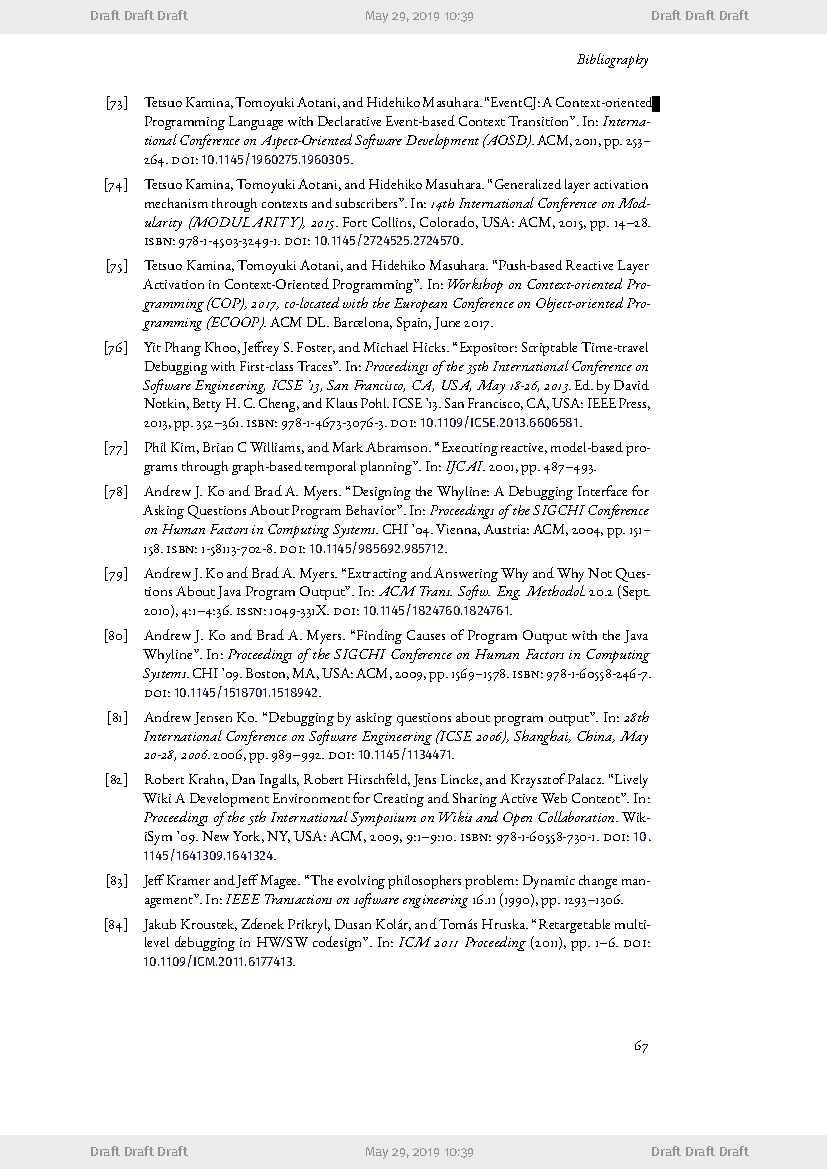 Draft Draft Draft May 29, 2019 10:39 Draft Draft Draft
Bibliography
[73] Tetsuo Kamina, Tomoyuki Aotani, and Hidehiko Masuhara. “EventCJ: A Context-oriented
Programming Language with Declarative Event-based Context Transition”. In: Interna-
tional Conference on Aspect-Oriented Software Development (AOSD). ACM, 2011, pp. 253–
264. DOI: 10.1145/1960275.1960305.
[74] Tetsuo Kamina, Tomoyuki Aotani, and Hidehiko Masuhara. “Generalized layer activation
mechanism through contexts and subscribers”. In: 14th International Conference on Mod-
ularity (MODULARITY), 2015. Fort Collins, Colorado, USA: ACM, 2015, pp. 14–28.
ISBN: 978-1-4503-3249-1. DOI: 10.1145/2724525.2724570.
[75] Tetsuo Kamina, Tomoyuki Aotani, and Hidehiko Masuhara. “Push-based Reactive Layer
Activation in Context-Oriented Programming”. In: Workshop on Context-oriented Pro-
gramming (COP), 2017, co-located with the European Conference on Object-oriented Pro-
gramming (ECOOP). ACM DL. Barcelona, Spain, June 2017.
[76] Yit Phang Khoo, Jeffrey S. Foster, and Michael Hicks. “Expositor: Scriptable Time-travel
Debugging with First-class Traces”. In: Proceedings of the 35th International Conference on
Software Engineering, ICSE ’13, San Francisco, CA, USA, May 18-26, 2013. Ed. by David
Notkin, Betty H. C. Cheng, and Klaus Pohl. ICSE ’13. San Francisco, CA, USA: IEEE Press,
2013, pp. 352–361. ISBN: 978-1-4673-3076-3. DOI: 10.1109/ICSE.2013.6606581.
[77] Phil Kim, Brian C Williams, and Mark Abramson. “Executing reactive, model-based pro-
grams through graph-based temporal planning”. In: IJCAI. 2001, pp. 487–493.
[78] Andrew J. Ko and Brad A. Myers. “Designing the Whyline: A Debugging Interface for
Asking Questions About Program Behavior”. In: Proceedings of the SIGCHI Conference
on Human Factors in Computing Systems. CHI ’04. Vienna, Austria: ACM, 2004, pp. 151–
158. ISBN: 1-58113-702-8. DOI: 10.1145/985692.985712.
[79] Andrew J. Ko and Brad A. Myers. “Extracting and Answering Why and Why Not Ques-
tions About Java Program Output”. In: ACM Trans. Softw. Eng. Methodol. 20.2 (Sept.
2010), 4:1–4:36. ISSN: 1049-331X. DOI: 10.1145/1824760.1824761.
[80] Andrew J. Ko and Brad A. Myers. “Finding Causes of Program Output with the Java
Whyline”. In: Proceedings of the SIGCHI Conference on Human Factors in Computing
Systems. CHI ’09. Boston, MA, USA: ACM, 2009, pp. 1569–1578. ISBN: 978-1-60558-246-7.
DOI: 10.1145/1518701.1518942.
[81] Andrew Jensen Ko. “Debugging by asking questions about program output”. In: 28th
International Conference on Software Engineering (ICSE 2006), Shanghai, China, May
20-28, 2006. 2006, pp. 989–992. DOI: 10.1145/1134471.
[82] Robert Krahn, Dan Ingalls, Robert Hirschfeld, Jens Lincke, and Krzysztof Palacz. “Lively
Wiki A Development Environment for Creating and Sharing Active Web Content”. In:
Proceedings of the 5th International Symposium on Wikis and Open Collaboration. Wik-
iSym ’09. New York, NY, USA: ACM, 2009, 9:1–9:10. ISBN: 978-1-60558-730-1. DOI: 10.
1145/1641309.1641324.
[83] Jeff Kramer and Jeff Magee. “The evolving philosophers problem: Dynamic change man-
agement”. In: IEEE Transactions on software engineering 16.11 (1990), pp. 1293–1306.
[84] Jakub Kroustek, Zdenek Prikryl, Dusan Kolár, and Tomás Hruska. “Retargetable multi-
level debugging in HW/SW codesign”. In: ICM 2011 Proceeding (2011), pp. 1–6. DOI:
10.1109/ICM.2011.6177413.
67
Draft Draft Draft May 29, 2019 10:39 Draft Draft Draft